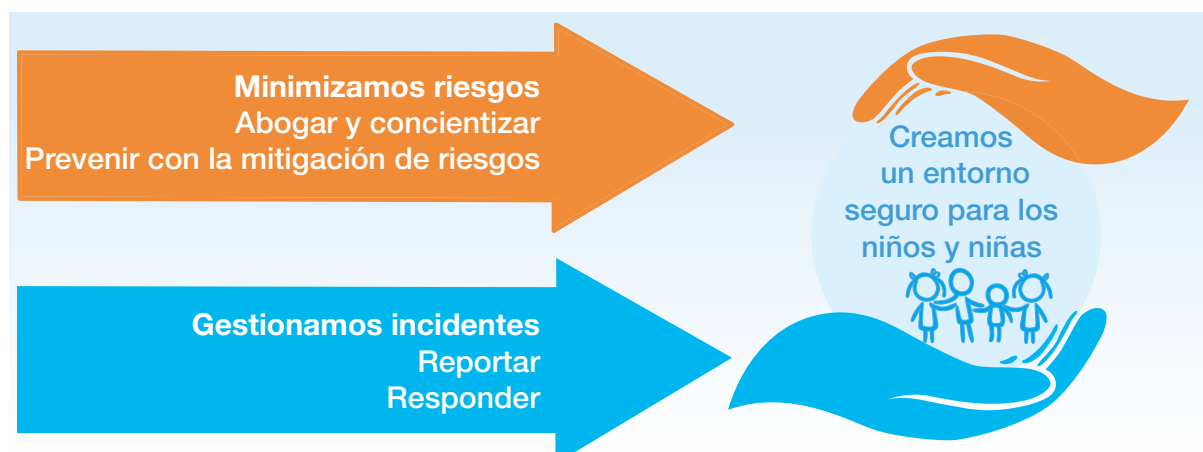 Minimizamos riesgos
Abogar y concientizar
Prevenir con la mitigación de riesgos
Gestionamos incidentes
Reportar
Responder
Creamos
un entorno
seguro para los
niños y niñas